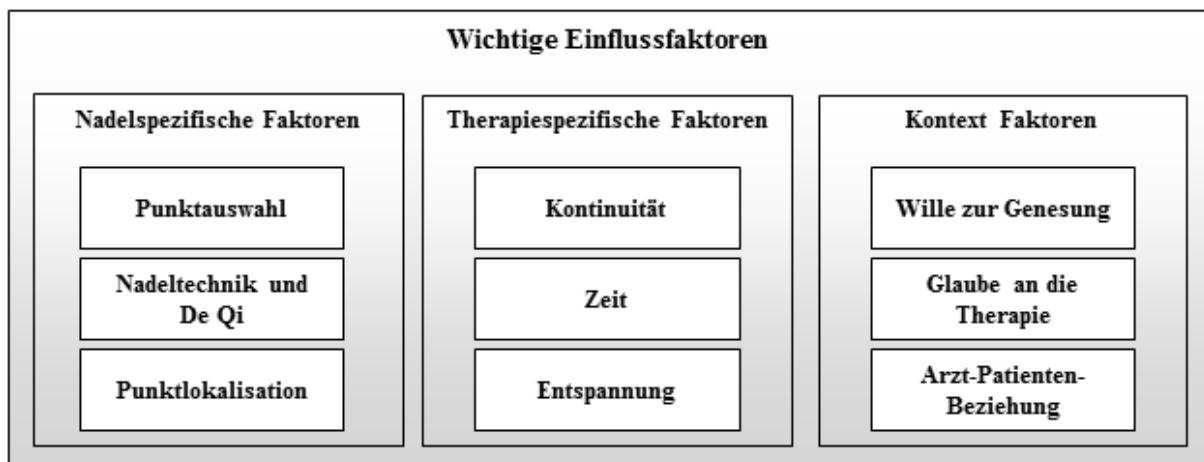 Wichtige Einflussfaktoren
Nadelspezifische Faktoren
Punktauswahl
Nadeltechnik und
De Qi
Punktlokalisation
Therapiespezifische Faktoren
Kontinuität
Zeit
Entspannung
Kontext Faktoren
Wille zur Genesung
Glaube an die
Therapie
Arzt-Patienten-
Beziehung